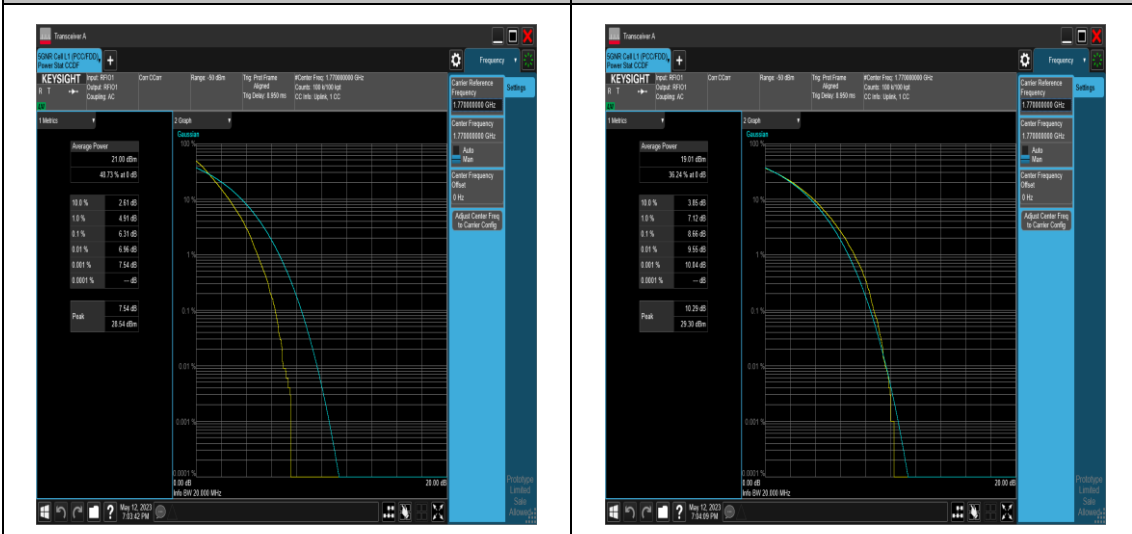 Transceiver A
5GNR Cell L1 (PCC/FDD)
Power Stat CCDF
Frequency
KEYSIGHT
R T
Input: RFIO1
Output: RFIO1
Coupling: AC
Corr CCorr
Range: -50 dBm
Trig: Prot Frame
Aligned
Trig Delay: 8.950 ms
#Center Freq: 1.770000000 GHz
Counts: 100 k/100 kpt
CC Info: Uplink, 1 CC
Carrier Reference
Frequency
1.770000000 GHz
Settings
Center Frequency
1.770000000 GHz
Auto
Man
Center Frequency
Offset
0 Hz
Adjust Center Freq
to Carrier Config
1 Metrics
2 Graph
Gaussian
Average Power
21.00 dBm
48.73 % at 0 dB
10.0 % 2.61 dB
1.0 % 4.91 dB
0.1 % 6.31 dB
0.01 % 6.96 dB
0.001 % 7.54 dB
0.0001 % --- dB
Peak
7.54 dB
28.54 dBm
100 %
10 %
1 %
0.1 %
0.01 %
0.001 %
0.0001 %
0.00 dB
20.00 dB
Info BW 20.000 MHz
May 12, 2023
7:03:42 PM
Prototype
Limited
Sale
Allowed
Transceiver A
5GNR Cell L1 (PCC/FDD)
Power Stat CCDF
Frequency
KEYSIGHT
R T
Input: RFIO1
Output: RFIO1
Coupling: AC
Corr CCorr
Range: -50 dBm
Trig: Prot Frame
Aligned
Trig Delay: 8.950 ms
#Center Freq: 1.770000000 GHz
Counts: 100 k/100 kpt
CC Info: Uplink, 1 CC
Carrier Reference
Frequency
1.770000000 GHz
Settings
Center Frequency
1.770000000 GHz
Auto
Man
Center Frequency
Offset
0 Hz
Adjust Center Freq
to Carrier Config
1 Metrics
2 Graph
Gaussian
Average Power
19.01 dBm
36.24 % at 0 dB
10.0 % 3.85 dB
1.0 % 7.12 dB
0.1 % 8.66 dB
0.01 % 9.55 dB
0.001 % 10.04 dB
0.0001 % --- dB
Peak
10.29 dB
29.30 dBm
100 %
10 %
1 %
0.1 %
0.01 %
0.001 %
0.0001 %
0.00 dB
20.00 dB
Info BW 20.000 MHz
May 12, 2023
7:04:09 PM
Prototype
Limited
Sale
Allowed